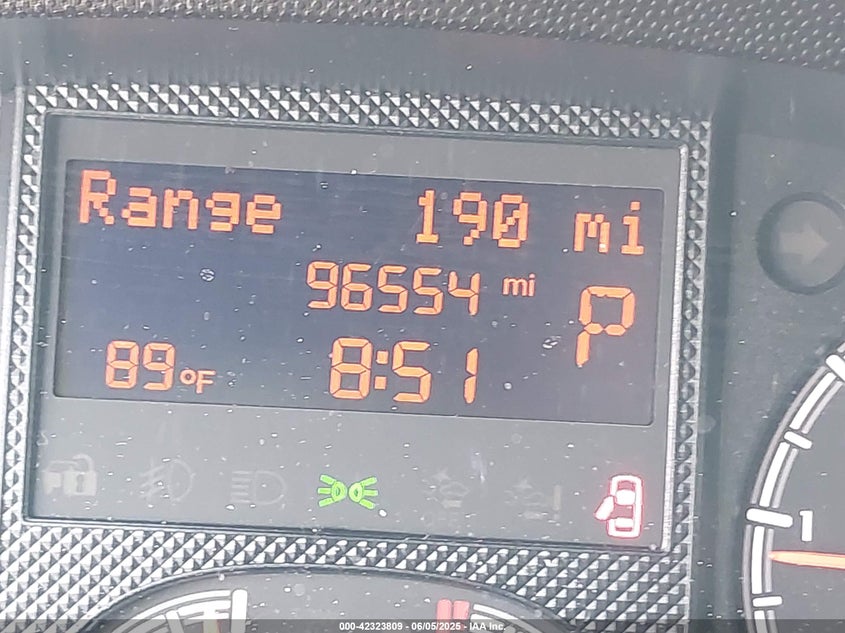 Range 190 mi
96554 mi
P
89°F 8:51
1
000-42323809 - 06/05/2025 - IAA Inc.